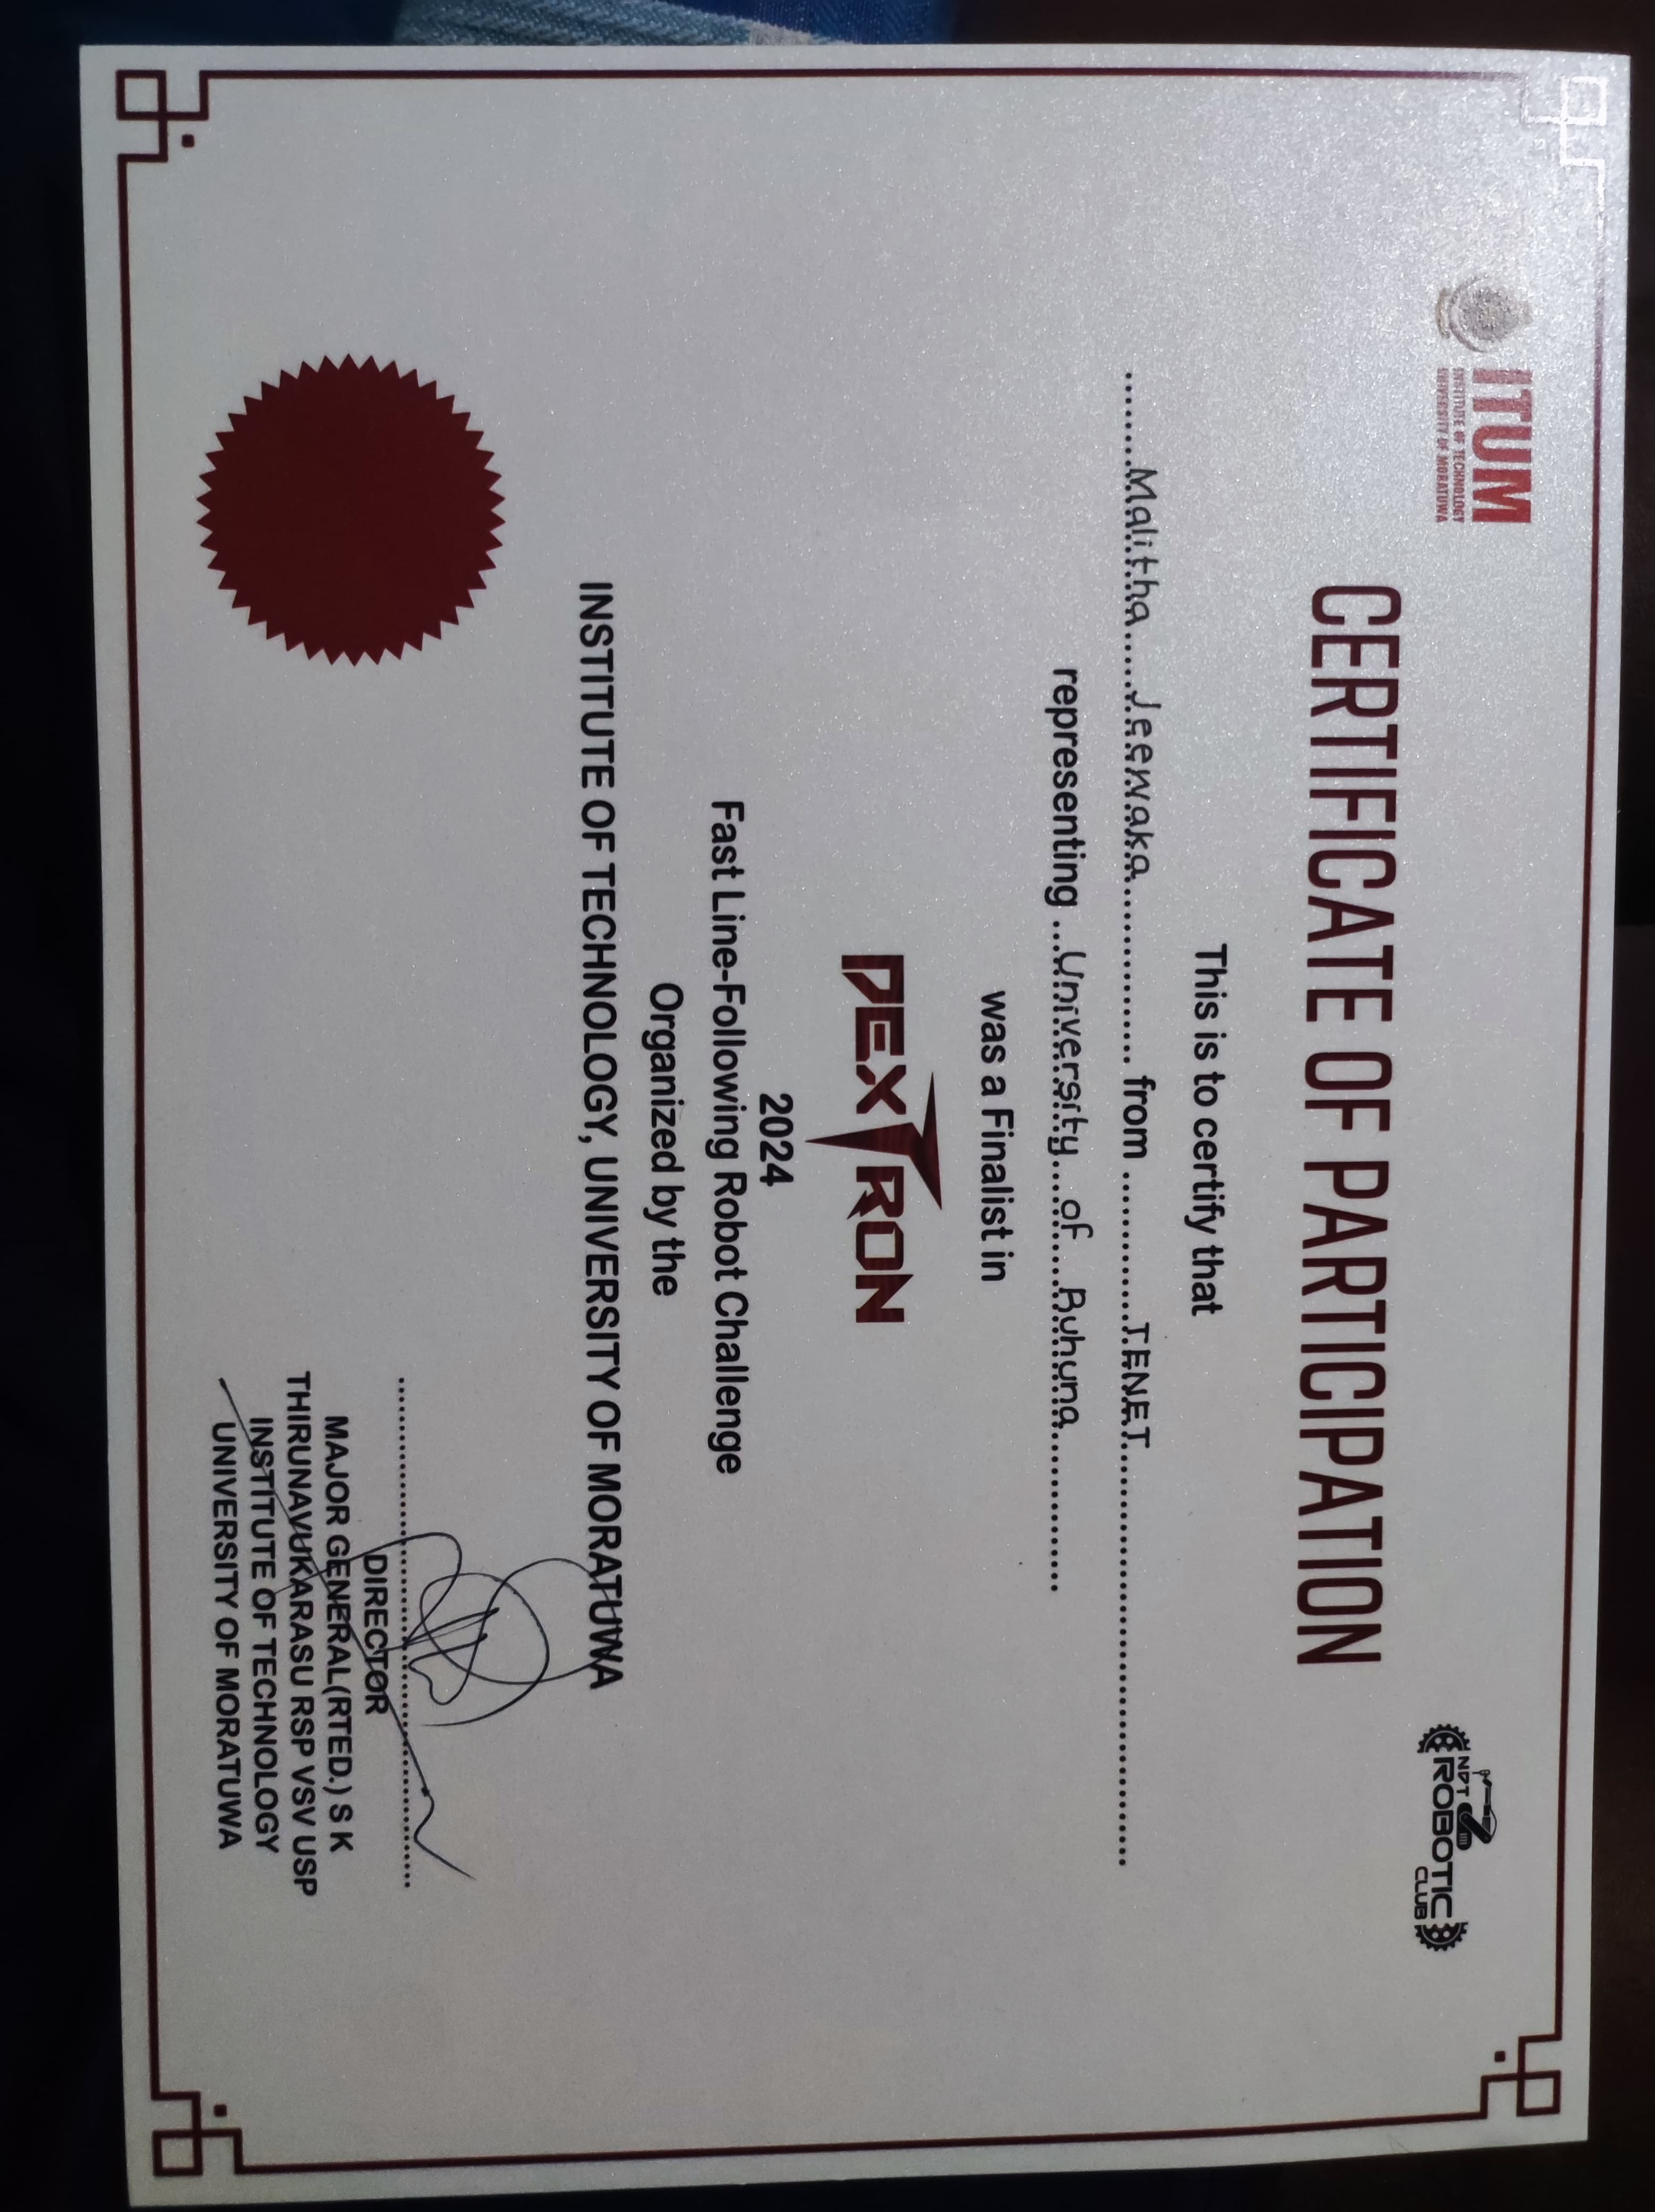 ITUM
INSTITUTE OF TECHNOLOGY
UNIVERSITY OF MORATUWA
NDT
ROBOTIC
CLUB
CERTIFICATE OF PARTICIPATION
This is to certify that
..........Malitha......Jeewaka.................... from .................TENET..................................................
representing ...University....of.....Ruhuna.................
was a Finalist in
DEXTRON
2024
Fast Line-Following Robot Challenge
Organized by the
INSTITUTE OF TECHNOLOGY, UNIVERSITY OF MORATUWA
DIRECTOR
MAJOR GENERAL(RTED.) S K
THIRUNAVUKARASU RSP VSV USP
INSTITUTE OF TECHNOLOGY
UNIVERSITY OF MORATUWA